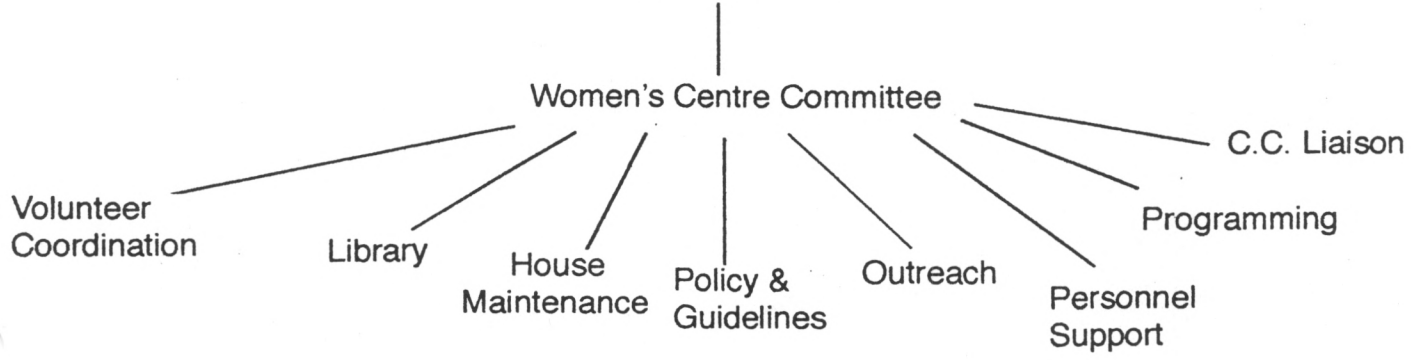 Women's Centre Committee
Volunteer
Coordination
Library
House
Maintenance
Policy &
Guidelines
Outreach
Personnel
Support
Programming
C.C. Liaison